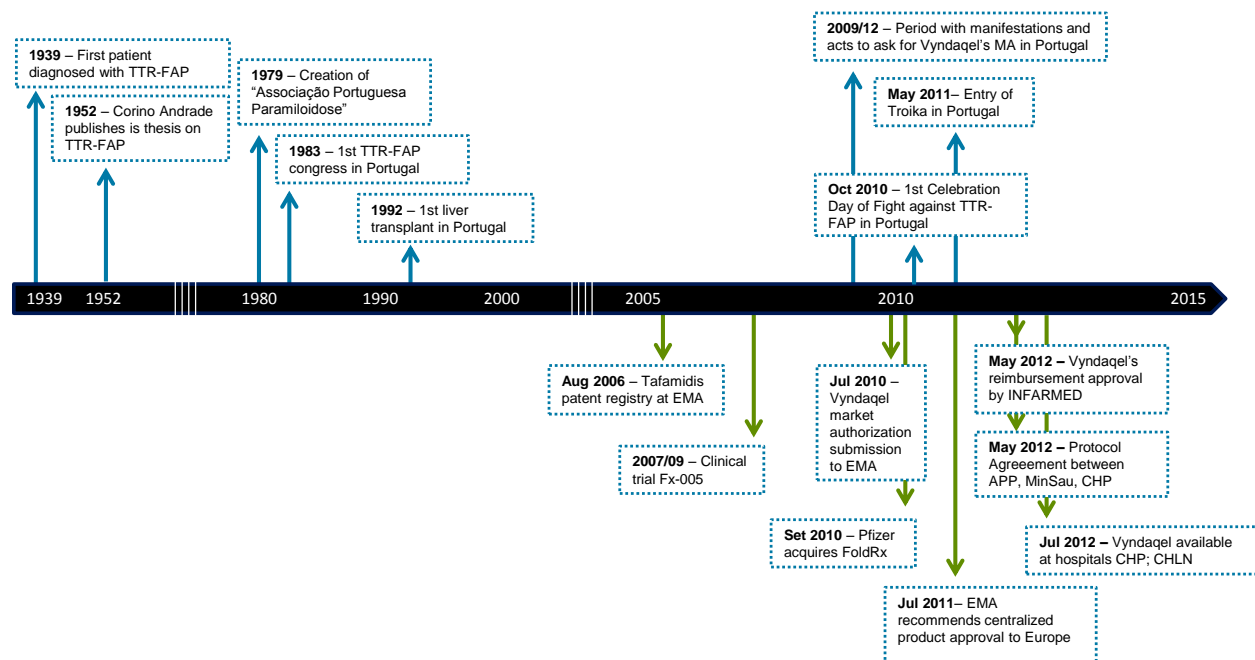 1939 – First patient
diagnosed with TTR-FAP
1952 – Corino Andrade
publishes is thesis on
TTR-FAP
1979 – Creation of
“Associação Portuguesa
Paramiloidose”
1983 – 1st TTR-FAP
congress in Portugal
1992 – 1st liver
transplant in Portugal
2009/12 – Period with manifestations and
acts to ask for Vyndaqel’s MA in Portugal
May 2011– Entry of
Troika in Portugal
Oct 2010 – 1st Celebration
Day of Fight against TTR-
FAP in Portugal
1939 1952 1980 1990 2000 2005 2010 2015
Aug 2006 – Tafamidis
patent registry at EMA
2007/09 – Clinical
trial Fx-005
Jul 2010 –
Vyndaqel
market
authorization
submission
to EMA
Set 2010 – Pfizer
acquires FoldRx
Jul 2011– EMA
recommends centralized
product approval to Europe
May 2012 – Vyndaqel’s
reimbursement approval
by INFARMED
May 2012 – Protocol
Agreeement between
APP, MinSau, CHP
Jul 2012 – Vyndaqel available
at hospitals CHP; CHLN